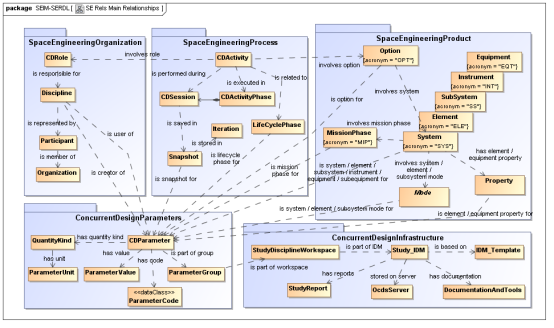 package SEIM-SERDL [ SE Rels Main Relationships ]
SpaceEngineeringOrganization
SpaceEngineeringProcess
SpaceEngineeringProduct
CDRole
involves role
CDActivity
involves option
Option
[acronym = "OPT"]
Equipment
[acronym = "EQT"]
Instrument
[acronym = "INT"]
SubSystem
[acronym = "SS"]
Element
[acronym = "ELE"]
System
[acronym = "SYS"]
is responsible for
is performed during
is executed in
is related to
involves system
Discipline
CDSession
CDActivityPhase
is option for
involves mission phase
is represented by
is saved in
Iteration
is stored in
LifeCyclePhase
MissionPhase
[acronym = "MIP"]
is user of
Participant
is member of
Organization
Snapshot
is lifecycle
phase for
is mission
phase for
is system / element /
subsystem / instrument /
equipment / subequipment for
involves system /
element /
subsystem mode
has element /
equipment property
is creator of
is snapshot for
Mode
Property
is system / element / subsystem mode for
is element / equipment property for
ConcurrentDesignParameters
QuantityKind
has quantity kind
CDParameter
has unit
has value
has code
is part of group
ParameterUnit
ParameterValue
ParameterGroup
<<dataClass>>
ParameterCode
ConcurrentDesignInfrastructure
StudyDisciplineWorkspace
is part of IDM
Study_IDM
is based on
IDM_Template
is part of workspace
has reports
stored on server
has documentation
StudyReport
OcdsServer
DocumentationAndTools